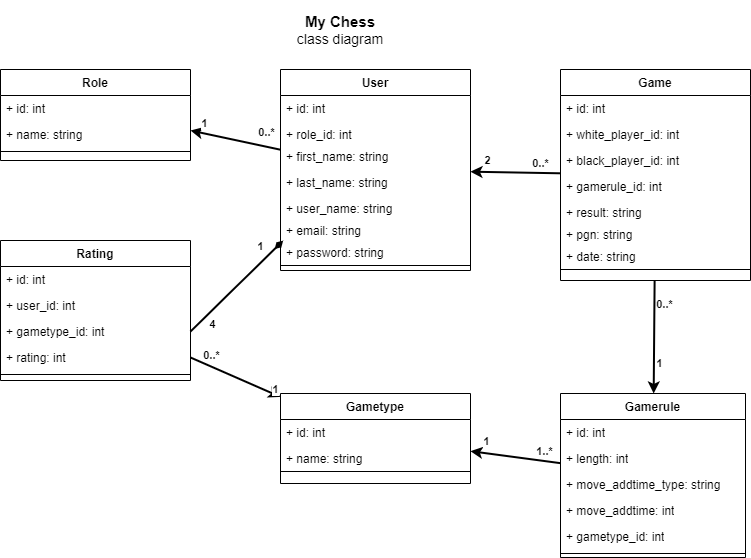 My Chess
class diagram
Role
+ id: int
+ name: string
1
0..*
User
+ id: int
+ role_id: int
+ first_name: string
+ last_name: string
+ user_name: string
+ email: string
+ password: string
2
0..*
Game
+ id: int
+ white_player_id: int
+ black_player_id: int
+ gamerule_id: int
+ result: string
+ pgn: string
+ date: string
Rating
+ id: int
+ user_id: int
+ gametype_id: int
+ rating: int
1
4
0..*
1
0..*
1
Gametype
+ id: int
+ name: string
1
1..*
Gamerule
+ id: int
+ length: int
+ move_addtime_type: string
+ move_addtime: int
+ gametype_id: int